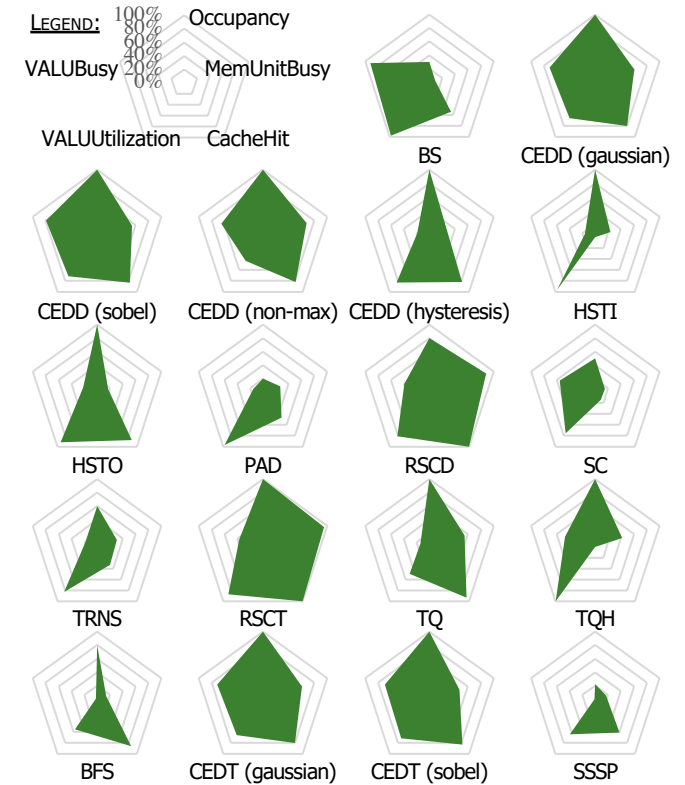 LEGEND:
100%
80%
60%
40%
20%
0%
Occupancy
VALUBusy
MemUnitBusy
VALUUtilization
CacheHit
BS
CEDD (gaussian)
CEDD (sobel)
CEDD (non-max)
CEDD (hysteresis)
HSTI
HSTO
PAD
RSCD
SC
TRNS
RSCT
TQ
TQH
BFS
CEDT (gaussian)
CEDT (sobel)
SSSP